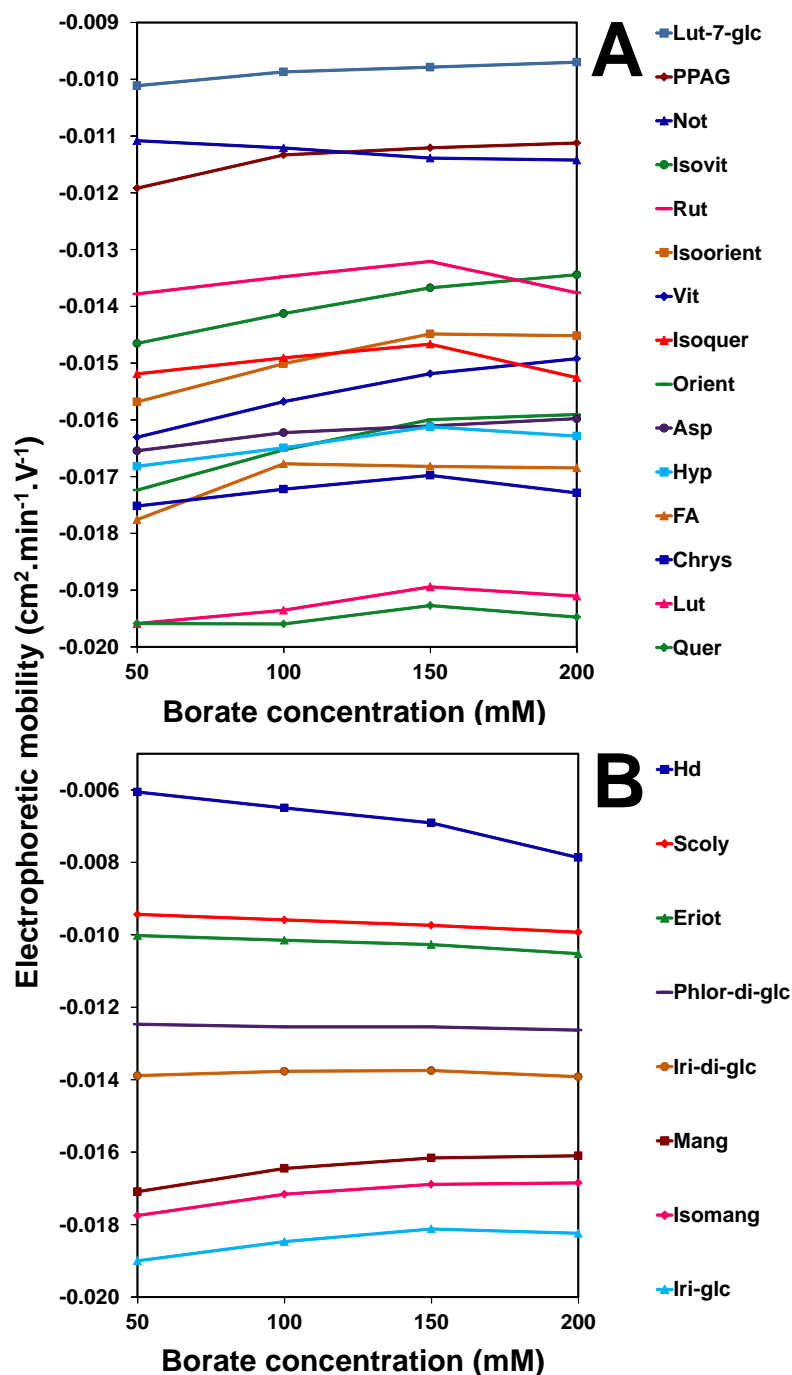 Electrophoretic mobility (cm².min⁻¹.V⁻¹)
A
-0.009
-0.010
-0.011
-0.012
-0.013
-0.014
-0.015
-0.016
-0.017
-0.018
-0.019
-0.020
50 100 150 200
Borate concentration (mM)
Lut-7-glc
PPAG
Not
Isovit
Rut
Isoorient
Vit
Isoquer
Orient
Asp
Hyp
FA
Chrys
Lut
Quer
B
-0.006
-0.008
-0.010
-0.012
-0.014
-0.016
-0.018
-0.020
50 100 150 200
Borate concentration (mM)
Hd
Scoly
Eriot
Phlor-di-glc
Iri-di-glc
Mang
Isomang
Iri-glc